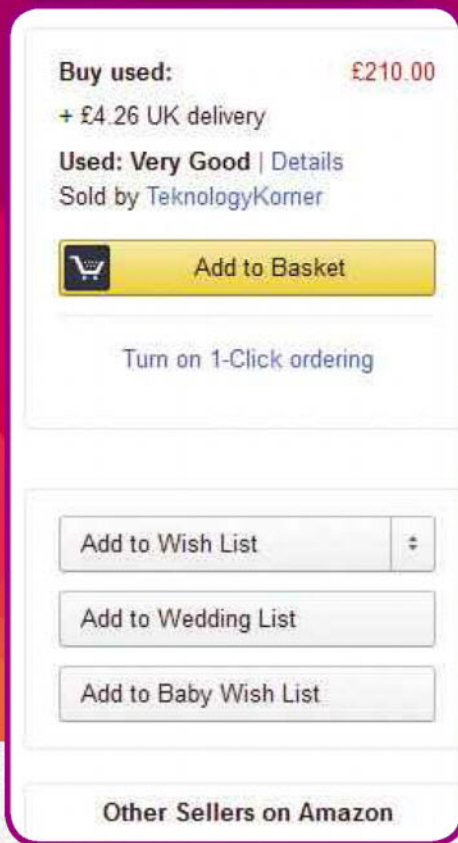 Buy used: £210.00
+ £4.26 UK delivery
Used: Very Good | Details
Sold by TeknologyKorner
Add to Basket
Turn on 1-Click ordering
Add to Wish List
Add to Wedding List
Add to Baby Wish List
Other Sellers on Amazon